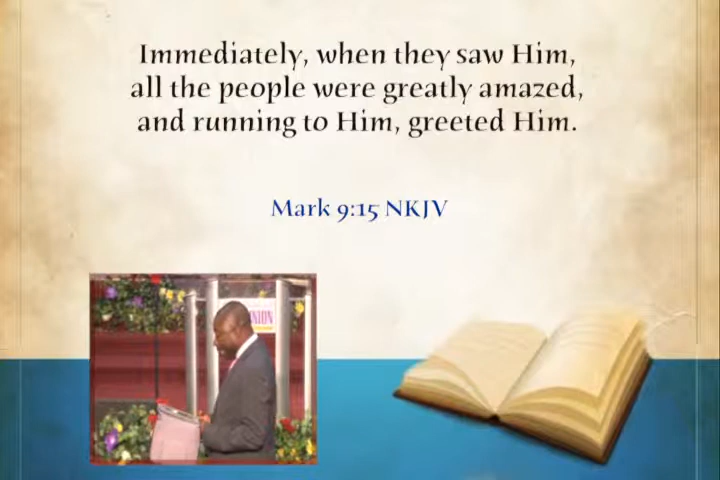 Immediately, when they saw Him,
all the people were greatly amazed,
and running to Him, greeted Him.
Mark 9:15 NKJV